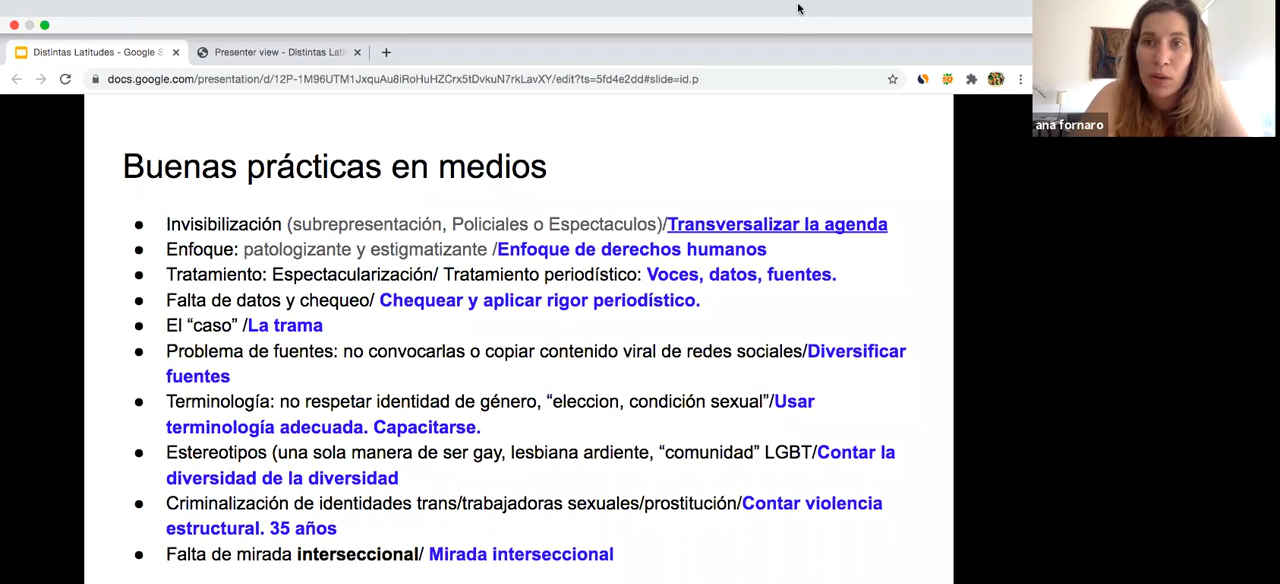 Distintas Latitudes - Google S
Presenter view - Distintas Lati
docs.google.com/presentation/d/12P-1M96UTM1JxquAu8iRoHuHZCrx5tDvkuN7rkLavXY/edit?ts=5fd4e2dd#slide=id.p
ana fornaro
Buenas prácticas en medios
● Invisibilización (subrepresentación, Policiales o Espectaculos)/Transversalizar la agenda
● Enfoque: patologizante y estigmatizante /Enfoque de derechos humanos
● Tratamiento: Espectacularización/ Tratamiento periodístico: Voces, datos, fuentes.
● Falta de datos y chequeo/ Chequear y aplicar rigor periodístico.
● El “caso” /La trama
● Problema de fuentes: no convocarlas o copiar contenido viral de redes sociales/Diversificar
fuentes
● Terminología: no respetar identidad de género, “eleccion, condición sexual”/Usar
terminología adecuada. Capacitarse.
● Estereotipos (una sola manera de ser gay, lesbiana ardiente, “comunidad” LGBT/Contar la
diversidad de la diversidad
● Criminalización de identidades trans/trabajadoras sexuales/prostitución/Contar violencia
estructural. 35 años
● Falta de mirada interseccional/ Mirada interseccional